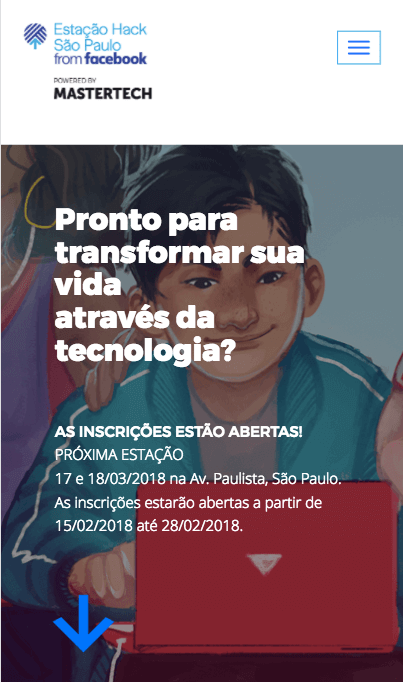 Estação Hack
São Paulo
from facebook
POWERED BY
MASTERTECH
Pronto para
transformar sua
vida
através da
tecnologia?
AS INSCRIÇÕES ESTÃO ABERTAS!
PRÓXIMA ESTAÇÃO
17 e 18/03/2018 na Av. Paulista, São Paulo.
As inscrições estarão abertas a partir de
15/02/2018 até 28/02/2018.